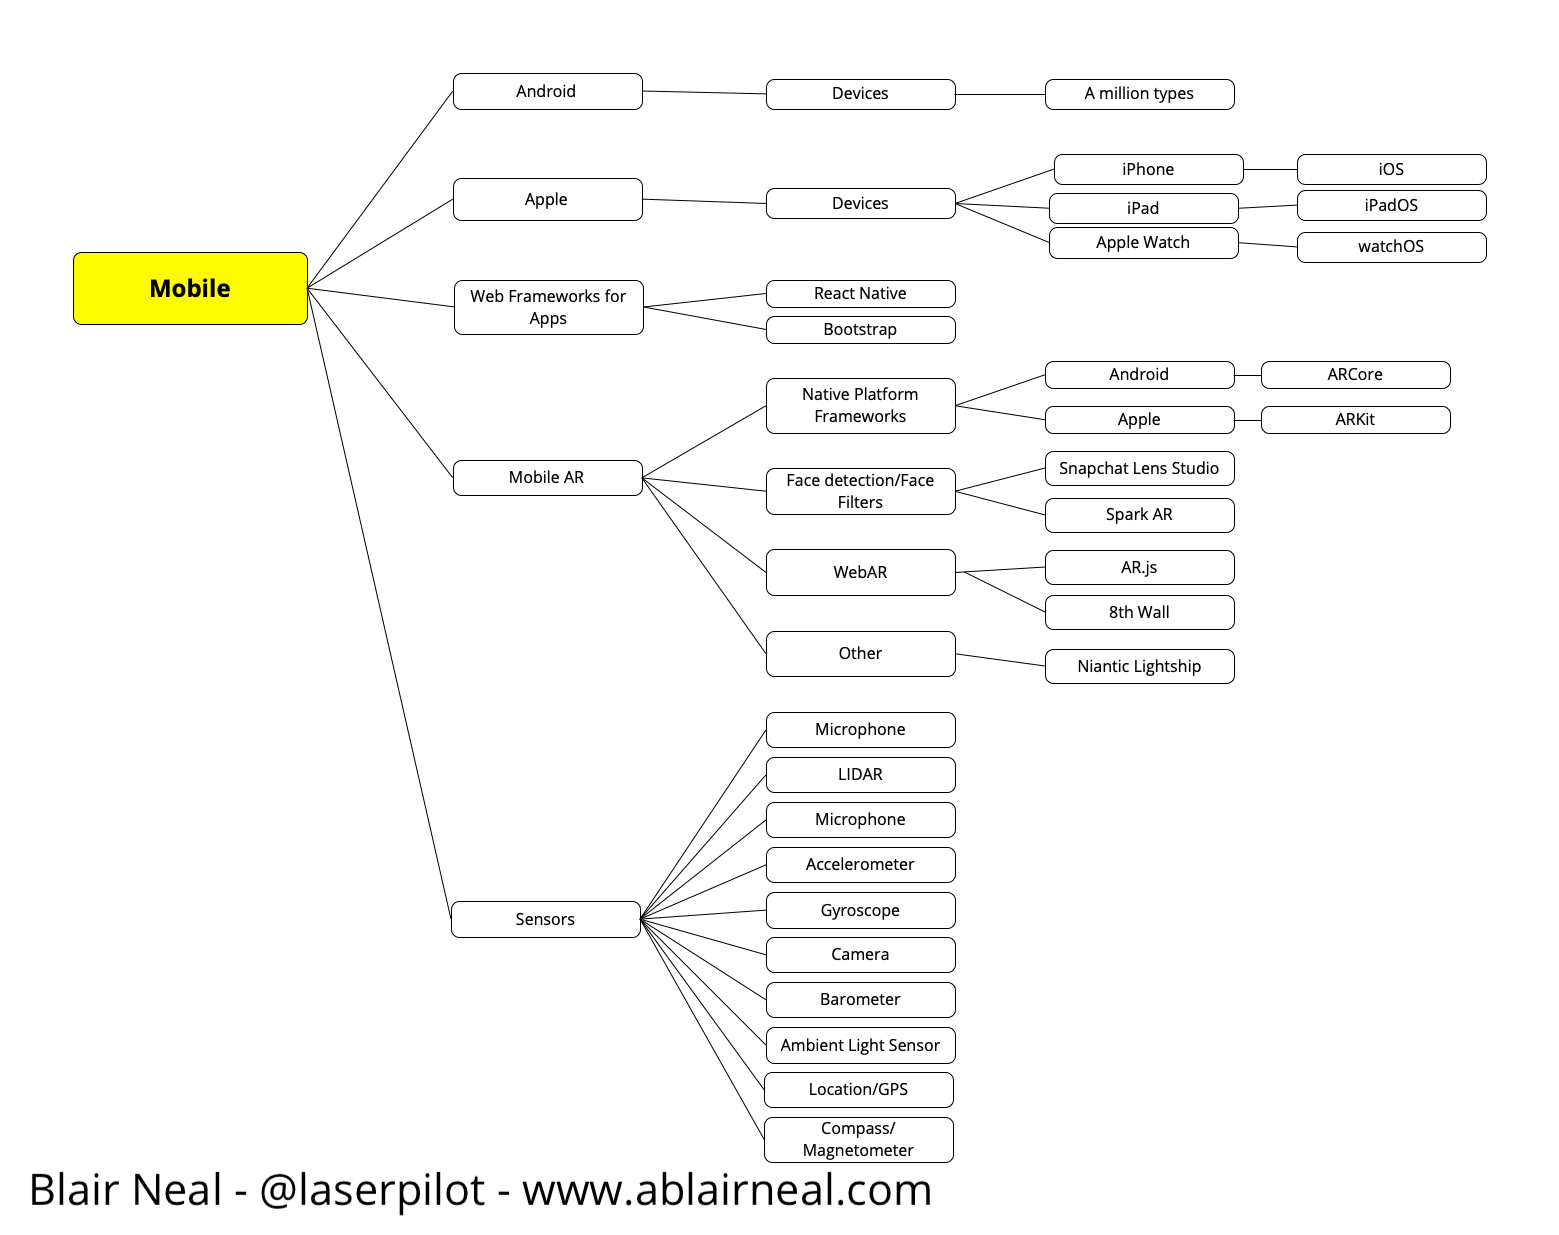 Mobile
Android
Devices
A million types
Apple
Devices
iPhone
iOS
iPad
iPadOS
Apple Watch
watchOS
Web Frameworks for
Apps
React Native
Bootstrap
Mobile AR
Native Platform
Frameworks
Android
ARCore
Apple
ARKit
Face detection/Face
Filters
Snapchat Lens Studio
Spark AR
WebAR
AR.js
8th Wall
Other
Niantic Lightship
Sensors
Microphone
LIDAR
Microphone
Accelerometer
Gyroscope
Camera
Barometer
Ambient Light Sensor
Location/GPS
Compass/
Magnetometer
Blair Neal - @laserpilot - www.ablairneal.com